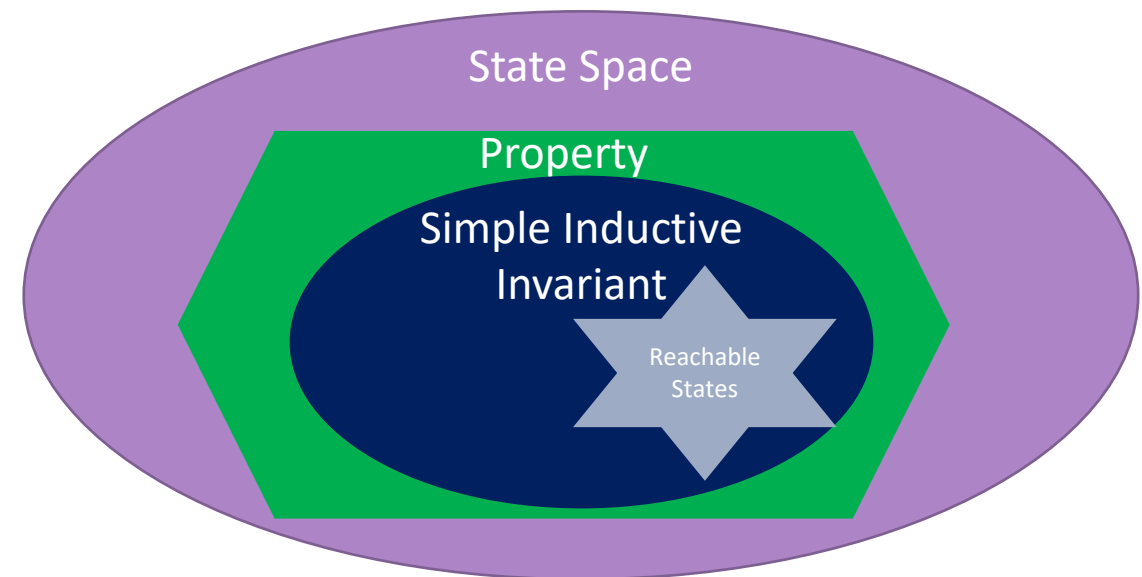 State Space
Property
Simple Inductive
Invariant
Reachable
States